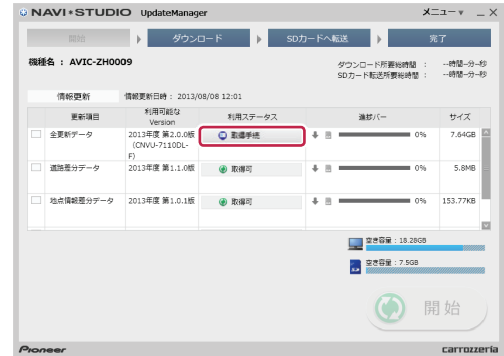 NAVI*STUDIO UpdateManager
メニュー ▼ _ X
開始 ダウンロード SDカードへ転送 完了
機種名 : AVIC-ZH0009
ダウンロード所要総時間 : --時間--分--秒
SDカード転送所要総時間 : --時間--分--秒
情報更新 情報更新日時 : 2013/08/08 12:01
更新項目 利用可能な Version 利用ステータス 進捗バー サイズ
全更新データ 2013年度 第2.0.0版 取得手続 0% 7.64GB
(CNVU-7110DL-
F)
道路差分データ 2013年度 第1.1.0版 取得可 0% 5.8MB
地点情報差分データ 2013年度 第1.0.1版 取得可 0% 153.77KB
空き容量 : 18.28GB
空き容量 : 7.5GB
開始
Pioneer carrozzeria